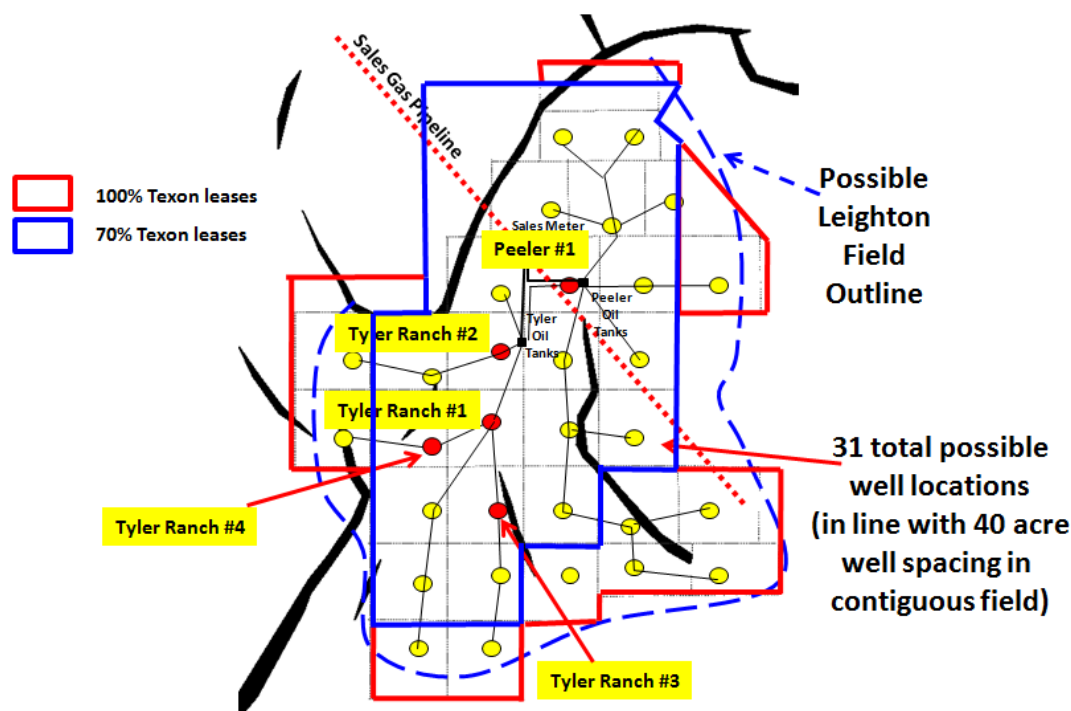 Sales Gas Pipeline
100% Texon leases
70% Texon leases
Possible
Leighton
Field
Outline
Sales Meter
Peeler #1
Peeler
Oil
Tanks
Tyler
Oil
Tanks
Tyler Ranch #2
Tyler Ranch #1
Tyler Ranch #4
31 total possible
well locations
(in line with 40 acre
well spacing in
contiguous field)
Tyler Ranch #3